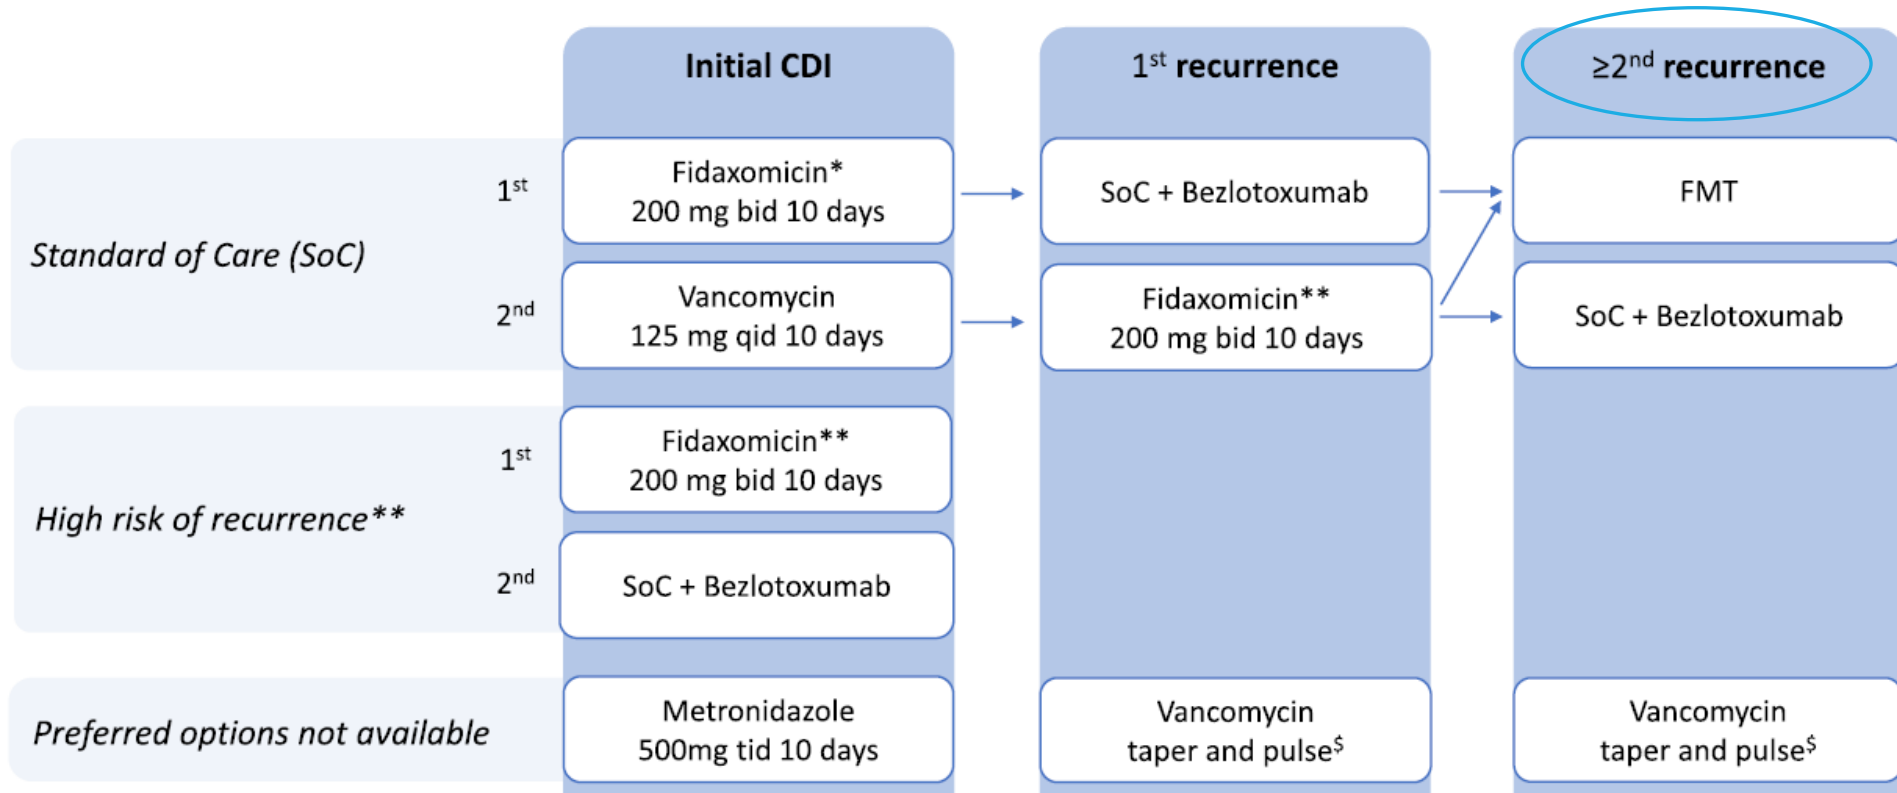 Initial CDI
1st recurrence
≥2nd recurrence
Standard of Care (SoC)
1st
Fidaxomicin*
200 mg bid 10 days
SoC + Bezlotoxumab
FMT
2nd
Vancomycin
125 mg qid 10 days
Fidaxomicin**
200 mg bid 10 days
SoC + Bezlotoxumab
High risk of recurrence**
1st
Fidaxomicin**
200 mg bid 10 days
2nd
SoC + Bezlotoxumab
Preferred options not available
Metronidazole
500mg tid 10 days
Vancomycin
taper and pulse$
Vancomycin
taper and pulse$